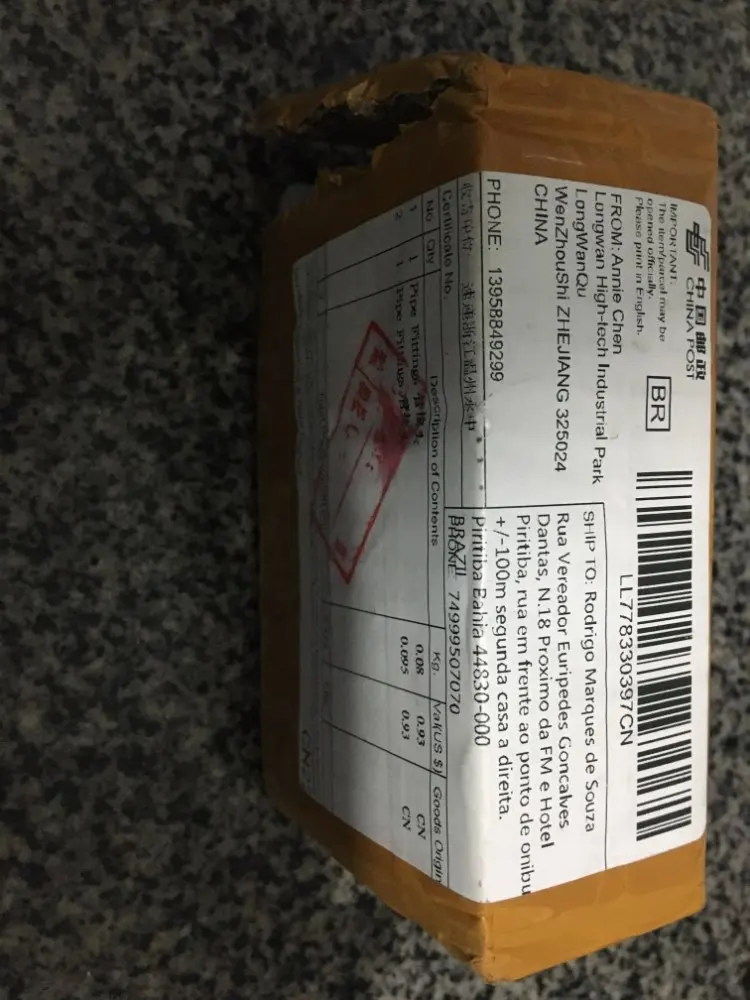 中国邮政
CHINA POST
IMPORTANT:
The item/parcel may be
opened officially.
Please print in English.
BR
LL778330397CN
FROM: Annie Chen
Longwan High-tech Industrial Park
LongWanQu
WenZhouShi ZHEJIANG 325024
CHINA
PHONE: 13958849299
SHIP TO: Rodrigo Marques de Souza
Rua Vereador Euripedes Goncalves
Dantas, N.18 Proximo da FM e Hotel
Piritiba, rua em frente ao ponto de onibu
+/-100m segunda casa a direita.
Piritiba Bahia 44830-000
BRAZIL
74999507070
Certificate No.
No Qty Description of Contents Kg. Val(US $) Goods Origin
1 1 Pipe Fittings 0.08 0.93 CN
2 1 Pipe Fittings 0.095 0.93 CN